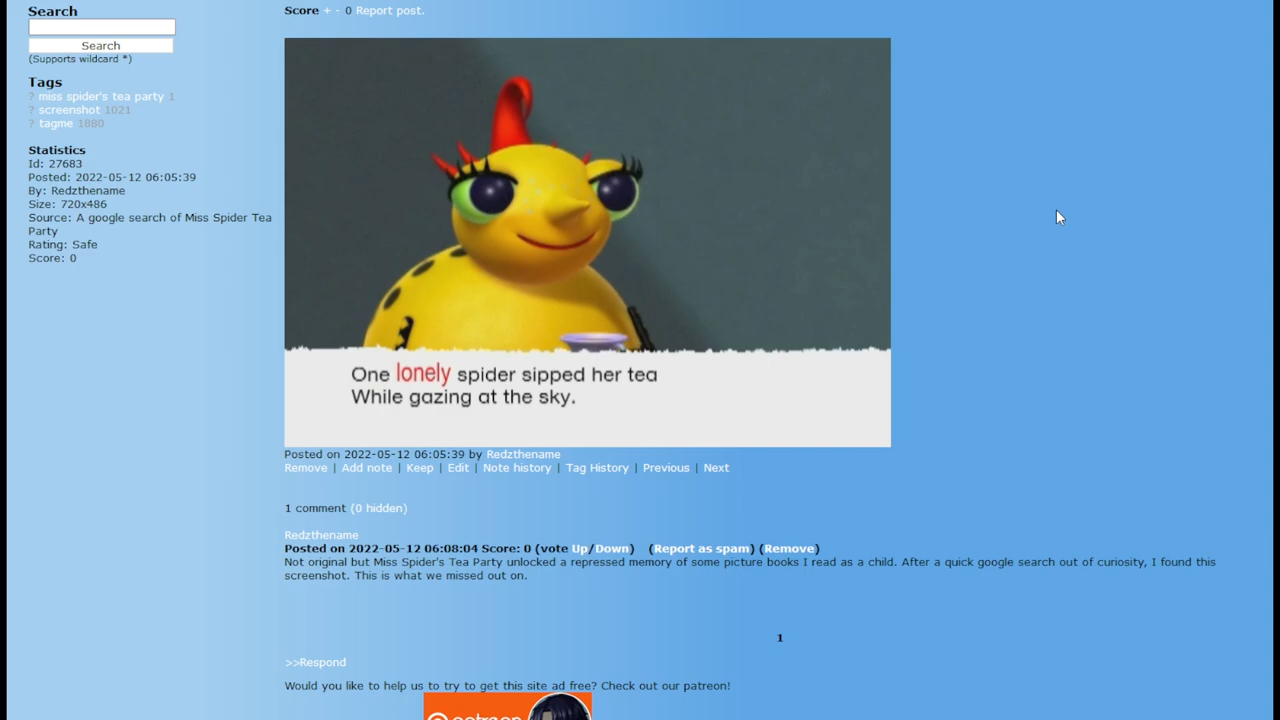 Search
Search
(Supports wildcard *)
Tags
? miss spider's tea party 1
? screenshot 1021
? tagme 1880
Statistics
Id: 27683
Posted: 2022-05-12 06:05:39
By: Redzthename
Size: 720x486
Source: A google search of Miss Spider Tea
Party
Rating: Safe
Score: 0
Score + - 0 Report post.
One lonely spider sipped her tea
While gazing at the sky.
Posted on 2022-05-12 06:05:39 by Redzthename
Remove | Add note | Keep | Edit | Note history | Tag History | Previous | Next
1 comment (0 hidden)
Redzthename
Posted on 2022-05-12 06:08:04 Score: 0 (vote Up/Down) (Report as spam) (Remove)
Not original but Miss Spider's Tea Party unlocked a repressed memory of some picture books I read as a child. After a quick google search out of curiosity, I found this
screenshot. This is what we missed out on.
1
>>Respond
Would you like to help us to try to get this site ad free? Check out our patreon!
patreon